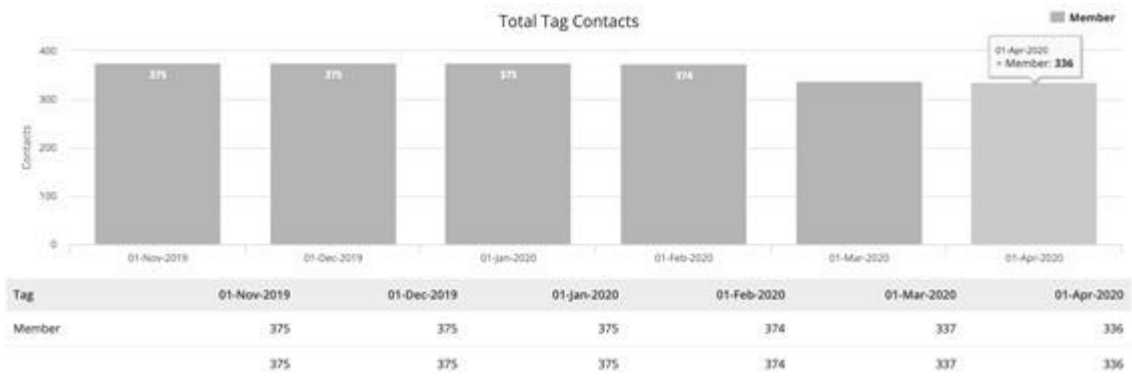 Total Tag Contacts
Member
400
300
200
100
0
Contacts
375
375
375
374
01-Apr-2020
• Member: 336
01-Nov-2019 01-Dec-2019 01-Jan-2020 01-Feb-2020 01-Mar-2020 01-Apr-2020
Tag 01-Nov-2019 01-Dec-2019 01-Jan-2020 01-Feb-2020 01-Mar-2020 01-Apr-2020
Member 375 375 375 374 337 336
375 375 375 374 337 336